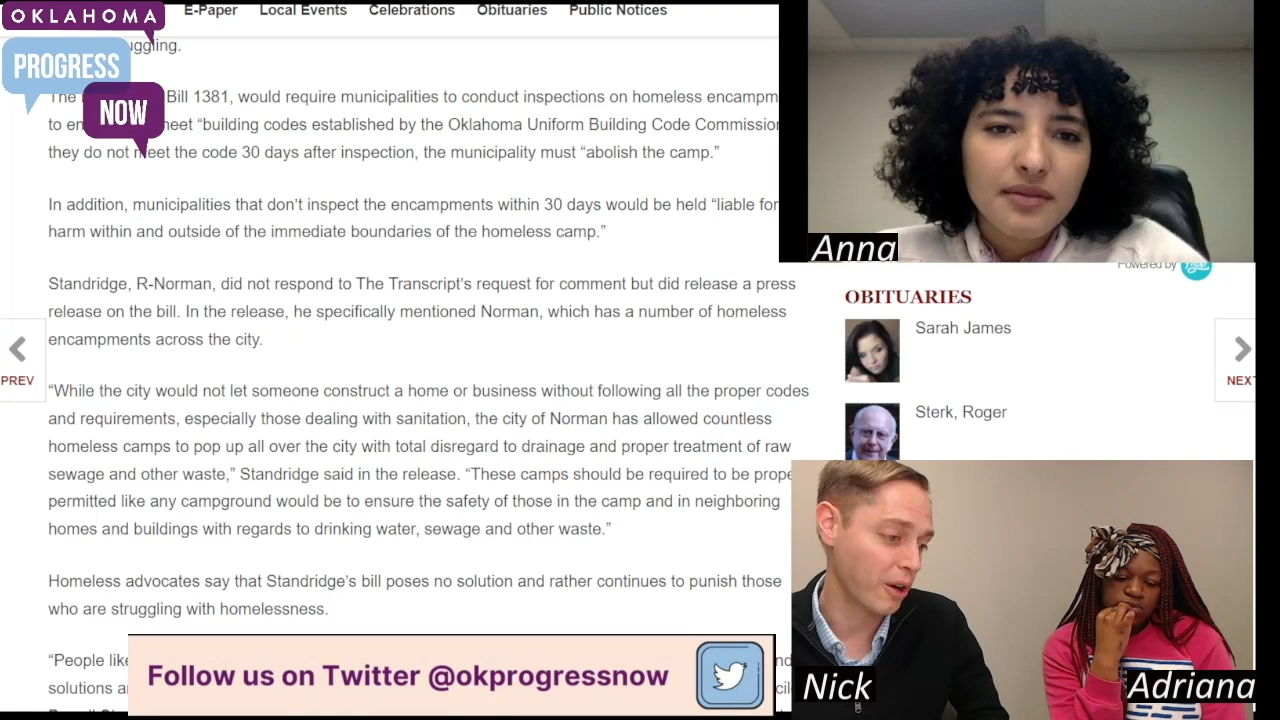 OKLAHOMA
PROGRESS
NOW
E-Paper Local Events Celebrations Obituaries Public Notices
uggling.
The Bill 1381, would require municipalities to conduct inspections on homeless encampm
to en meet “building codes established by the Oklahoma Uniform Building Code Commission
they do not meet the code 30 days after inspection, the municipality must “abolish the camp.”
In addition, municipalities that don’t inspect the encampments within 30 days would be held “liable for
harm within and outside of the immediate boundaries of the homeless camp.”
Standridge, R-Norman, did not respond to The Transcript’s request for comment but did release a press
release on the bill. In the release, he specifically mentioned Norman, which has a number of homeless
encampments across the city.
“While the city would not let someone construct a home or business without following all the proper codes
and requirements, especially those dealing with sanitation, the city of Norman has allowed countless
homeless camps to pop up all over the city with total disregard to drainage and proper treatment of raw
sewage and other waste,” Standridge said in the release. “These camps should be required to be prope
permitted like any campground would be to ensure the safety of those in the camp and in neighboring
homes and buildings with regards to drinking water, sewage and other waste.”
Homeless advocates say that Standridge’s bill poses no solution and rather continues to punish those
who are struggling with homelessness.
“People like
solutions
PREV
NEXT
Anna
Powered by
OBITUARIES
Sarah James
Sterk, Roger
Follow us on Twitter @okprogressnow
Nick
Adriana